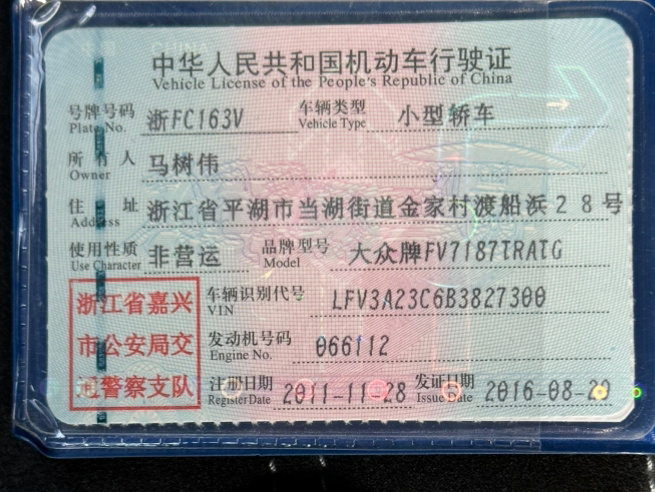 中华人民共和国机动车行驶证
Vehicle License of the People's Republic of China
号牌号码 浙FC163V 车辆类型 小型轿车
Plate No. Vehicle Type
所有人 马树伟
Owner
住址 浙江省平湖市当湖街道金家村渡船浜28号
Address
使用性质 非营运 品牌型号 大众牌FV7187TRATG
Use Character Model
浙江省嘉兴
市公安局交
通警察支队
车辆识别代号 LFV3A23C6B3827300
VIN
发动机号码 066112
Engine No.
注册日期 2011-11-28 发证日期 2016-08-29
Register Date Issue Date